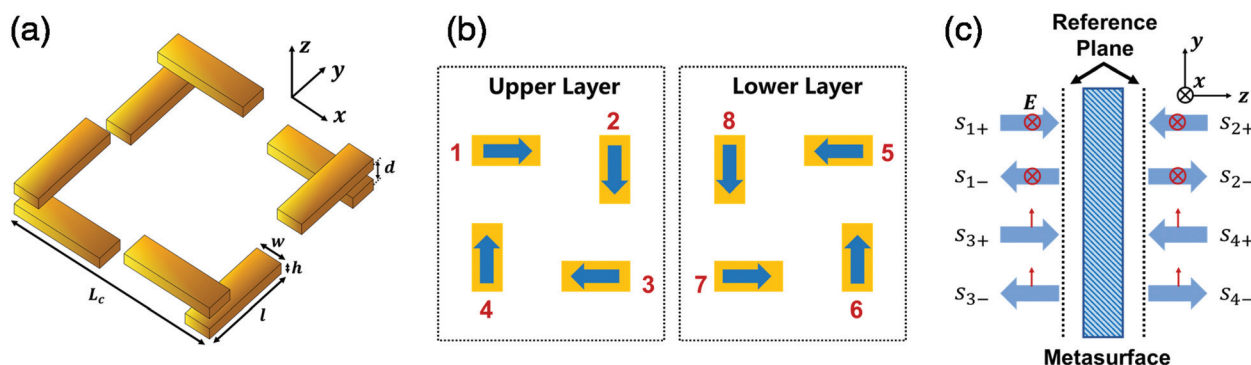 (a)
z
y
x
d
w
h
l
L_c
(b)
Upper Layer
Lower Layer
1
2
3
4
8
5
7
6
(c)
Reference
Plane
y
x
z
E
S_{1+}
S_{2+}
S_{1-}
S_{2-}
S_{3+}
S_{4+}
S_{3-}
S_{4-}
Metasurface